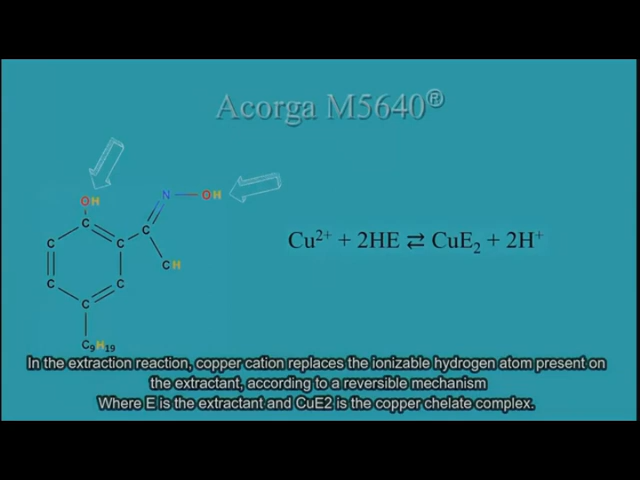 Acorga M5640®
OH
N
OH
C
C
C
C
CH
C
C
C
C₉H₁₉
Cu²⁺ + 2HE ⇄ CuE₂ + 2H⁺
In the extraction reaction, copper cation replaces the ionizable hydrogen atom present on
the extractant, according to a reversible mechanism
Where E is the extractant and CuE2 is the copper chelate complex.